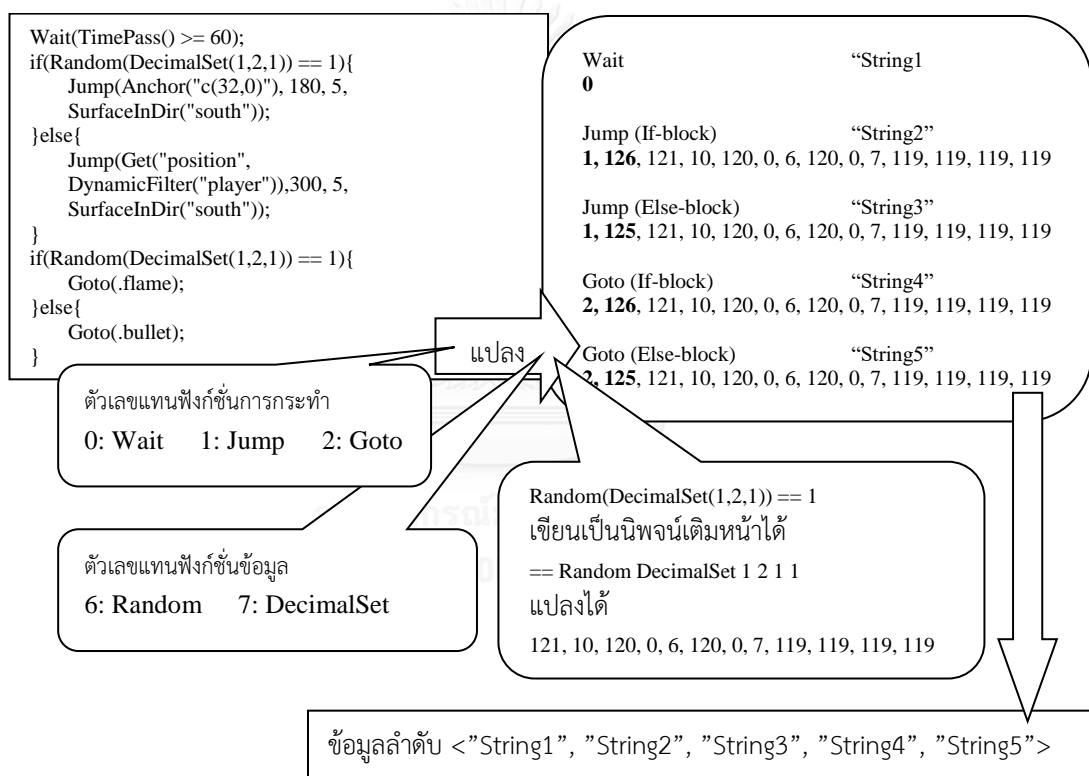 Wait(TimePass() >= 60);
if(Random(DecimalSet(1,2,1)) == 1){
Jump(Anchor("c(32,0)"), 180, 5,
SurfaceInDir("south"));
}else{
Jump(Get("position",
DynamicFilter("player")),300, 5,
SurfaceInDir("south"));
}
if(Random(DecimalSet(1,2,1)) == 1){
Goto(.flame);
}else{
Goto(.bullet);
}
แปลง
Wait “String1
0
Jump (If-block) “String2”
1, 126, 121, 10, 120, 0, 6, 120, 0, 7, 119, 119, 119, 119
Jump (Else-block) “String3”
1, 125, 121, 10, 120, 0, 6, 120, 0, 7, 119, 119, 119, 119
Goto (If-block) “String4”
2, 126, 121, 10, 120, 0, 6, 120, 0, 7, 119, 119, 119, 119
Goto (Else-block) “String5”
2, 125, 121, 10, 120, 0, 6, 120, 0, 7, 119, 119, 119, 119
ตัวเลขแทนฟังก์ชั่นการกระทำ
0: Wait 1: Jump 2: Goto
ตัวเลขแทนฟังก์ชั่นข้อมูล
6: Random 7: DecimalSet
Random(DecimalSet(1,2,1)) == 1
เขียนเป็นนิพจน์เติมหน้าได้
== Random DecimalSet 1 2 1 1
แปลงได้
121, 10, 120, 0, 6, 120, 0, 7, 119, 119, 119, 119
ข้อมูลลำดับ <”String1”, ”String2”, ”String3”, ”String4”, ”String5”>